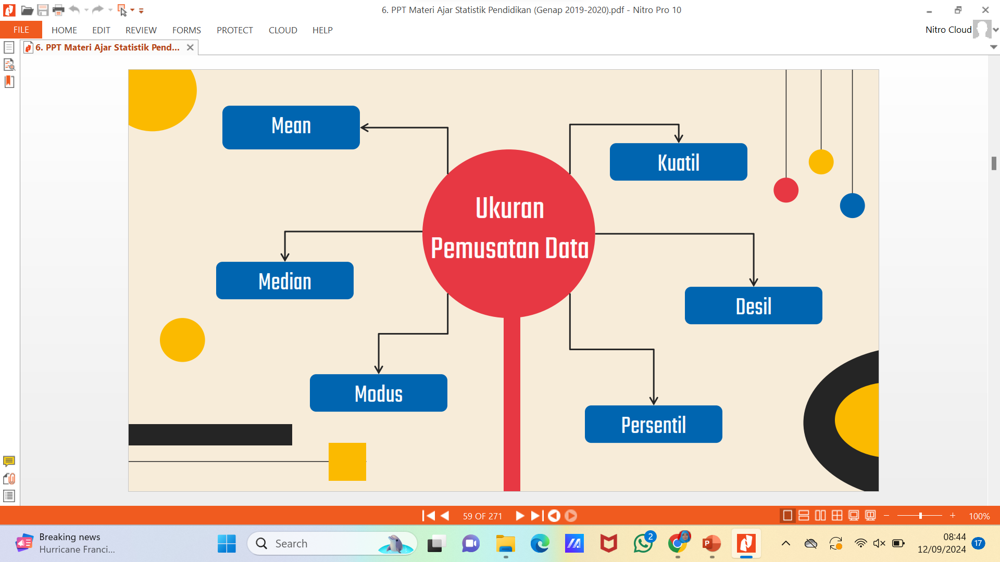 6. PPT Materi Ajar Statistik Pendidikan (Genap 2019-2020).pdf - Nitro Pro 10
FILE HOME EDIT REVIEW FORMS PROTECT CLOUD HELP
Nitro Cloud
6. PPT Materi Ajar Statistik Pend...
Mean
Kuatil
Ukuran
Pemusatan Data
Median
Desil
Modus
Persentil
59 OF 271
100%
Breaking news
Hurricane Franci...
Search
2
P
08:44
12/09/2024
17